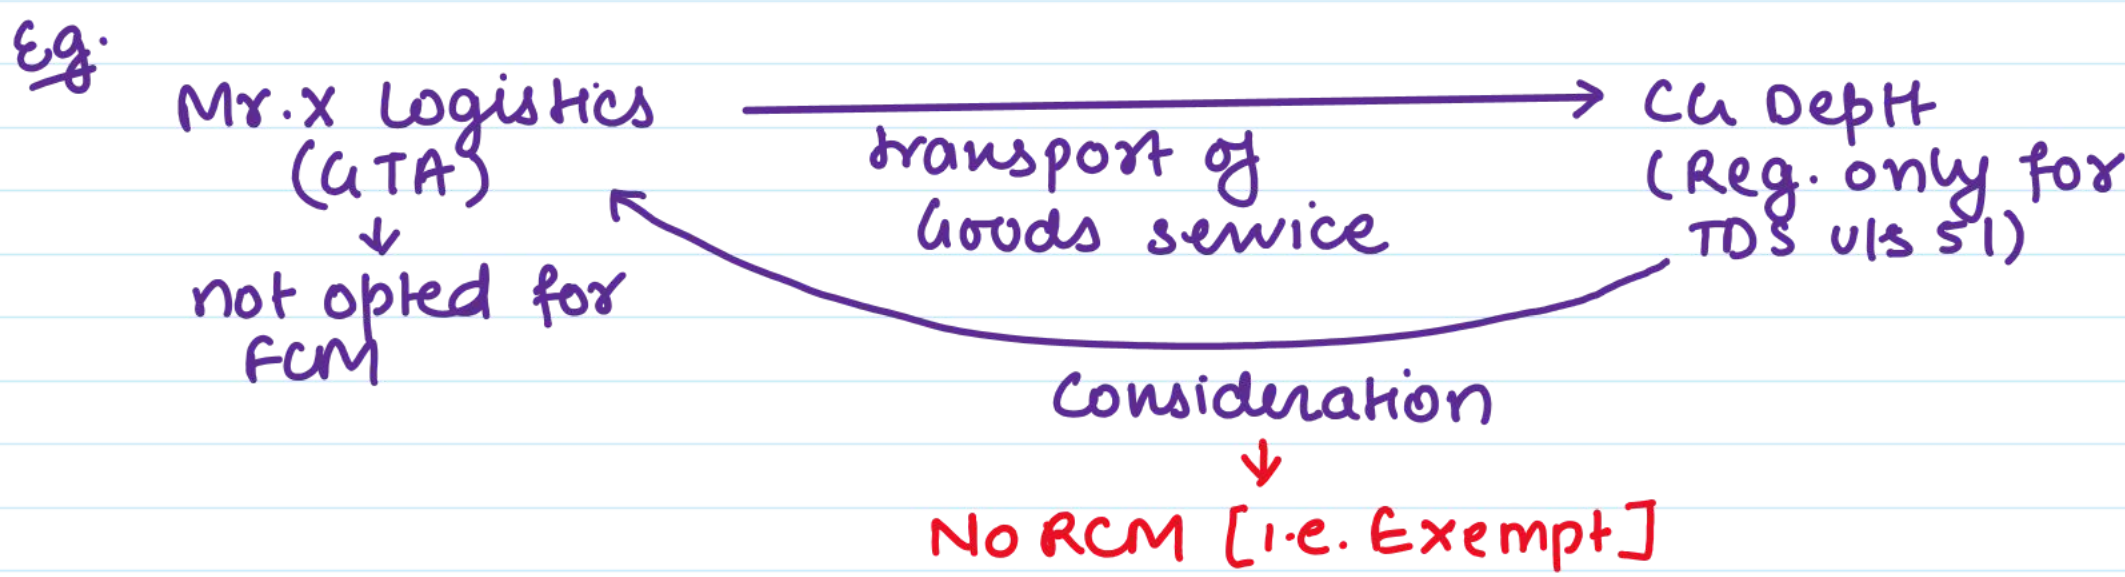 Eg.
Mr. X Logistics
(GTA)
not opted for
FCM
transport of
Goods service
CG Deptt
(Reg. only for
TDS u/s 51)
Consideration
No RCM [i.e. Exempt]